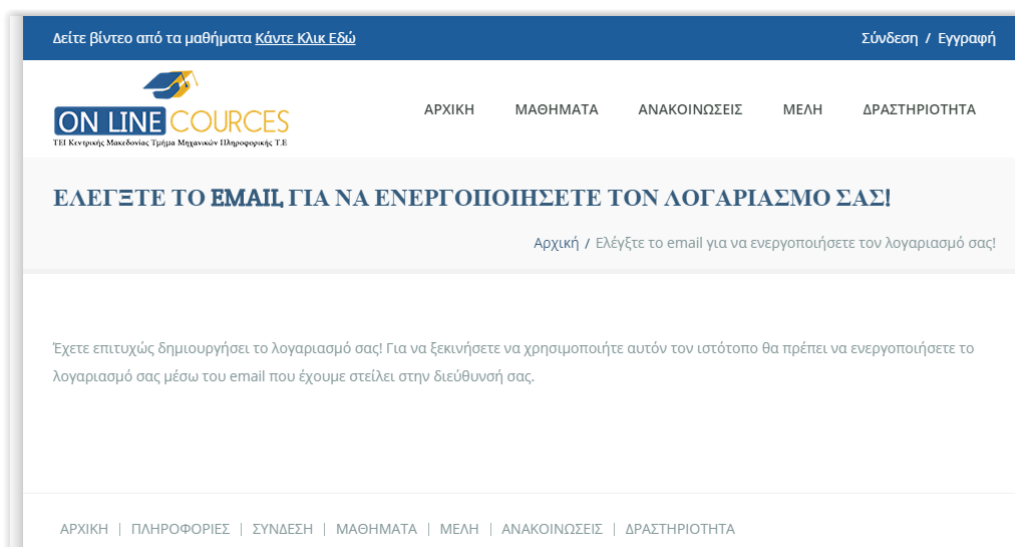 Δείτε βίντεο από τα μαθήματα Κάντε Κλικ Εδώ
Σύνδεση / Εγγραφή
ON LINE COURCES
ΤΕΙ Κεντρικής Μακεδονίας Τμήμα Μηχανικών Πληροφορικής Τ.Ε
ΑΡΧΙΚΗ ΜΑΘΗΜΑΤΑ ΑΝΑΚΟΙΝΩΣΕΙΣ ΜΕΛΗ ΔΡΑΣΤΗΡΙΟΤΗΤΑ
ΕΛΕΓΞΤΕ ΤΟ EMAIL ΓΙΑ ΝΑ ΕΝΕΡΓΟΠΟΙΗΣΕΤΕ ΤΟΝ ΛΟΓΑΡΙΑΣΜΟ ΣΑΣ!
Αρχική / Ελέγξτε το email για να ενεργοποιήσετε τον λογαριασμό σας!
Έχετε επιτυχώς δημιουργήσει το λογαριασμό σας! Για να ξεκινήσετε να χρησιμοποιήτε αυτόν τον ιστότοπο θα πρέπει να ενεργοποιήσετε το
λογαριασμό σας μέσω του email που έχουμε στείλει στην διεύθυνσή σας.
ΑΡΧΙΚΗ | ΠΛΗΡΟΦΟΡΙΕΣ | ΣΥΝΔΕΣΗ | ΜΑΘΗΜΑΤΑ | ΜΕΛΗ | ΑΝΑΚΟΙΝΩΣΕΙΣ | ΔΡΑΣΤΗΡΙΟΤΗΤΑ